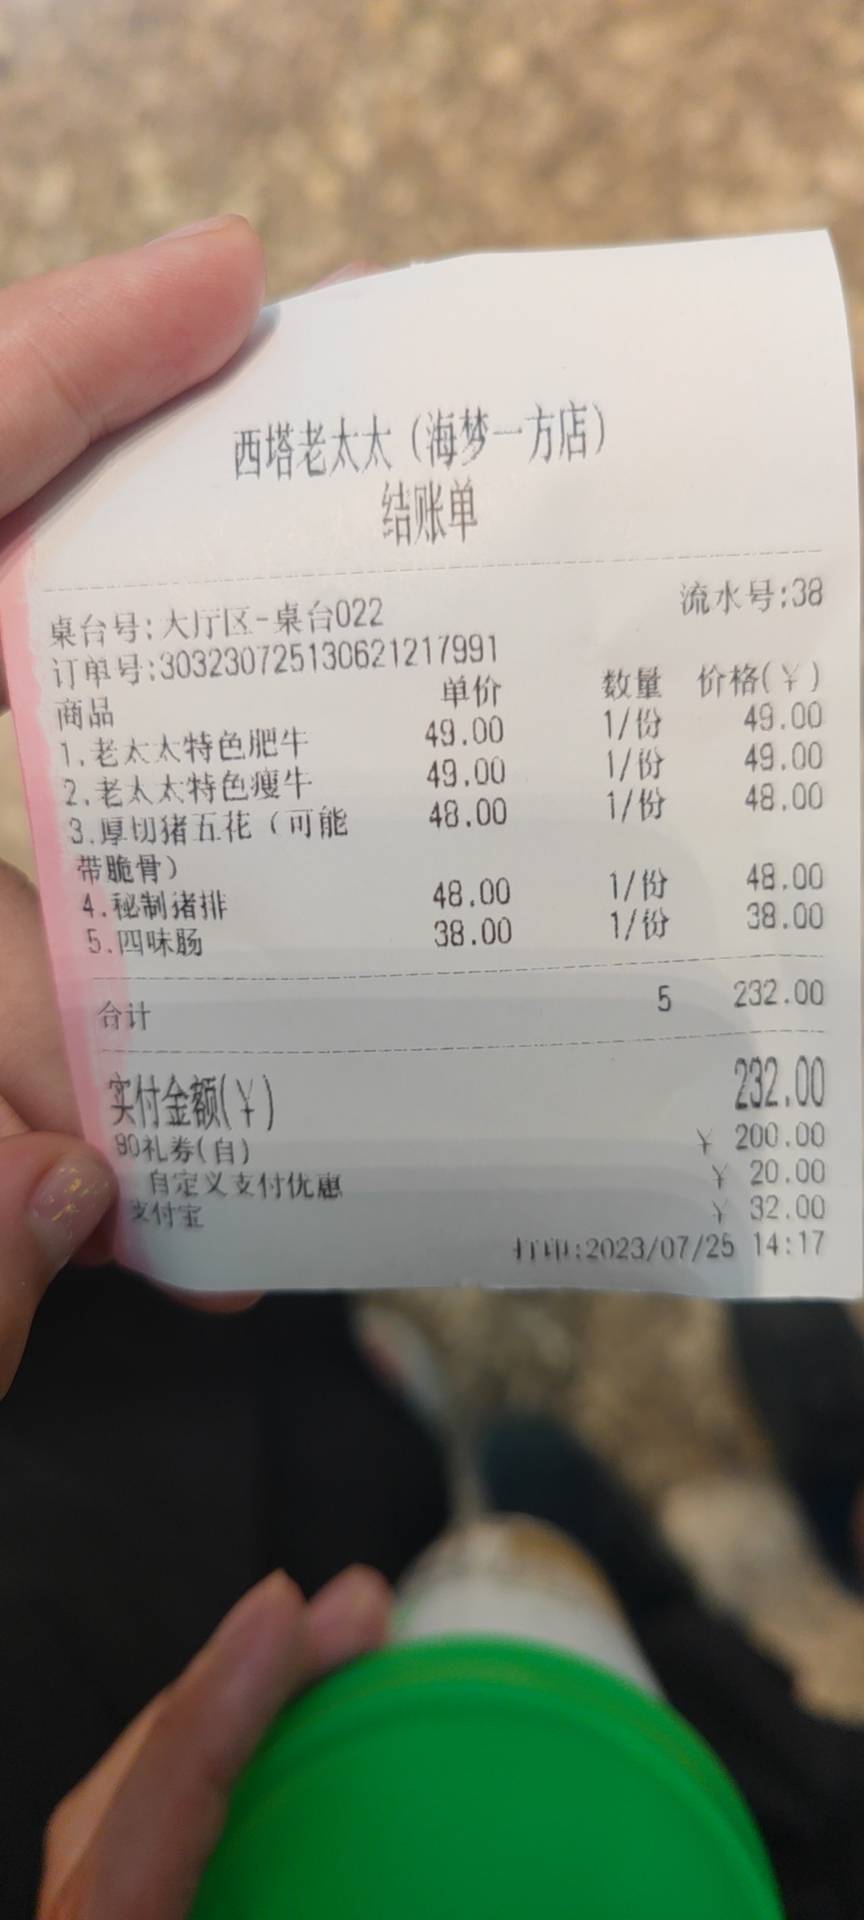 西塔老太太（海梦一方店）
结账单
桌台号:大厅区-桌台022 流水号:38
订单号:303230725130621217991
商品 单价 数量 价格(￥)
1.老太太特色肥牛 49.00 1/份 49.00
2.老太太特色瘦牛 49.00 1/份 49.00
3.厚切猪五花（可能 48.00 1/份 48.00
带脆骨）
4.秘制猪排 48.00 1/份 48.00
5.四味肠 38.00 1/份 38.00
合计 5 232.00
实付金额(￥) 232.00
90礼券(自) ￥ 200.00
自定义支付优惠 ￥ 20.00
支付宝 ￥ 32.00
打印:2023/07/25 14:17